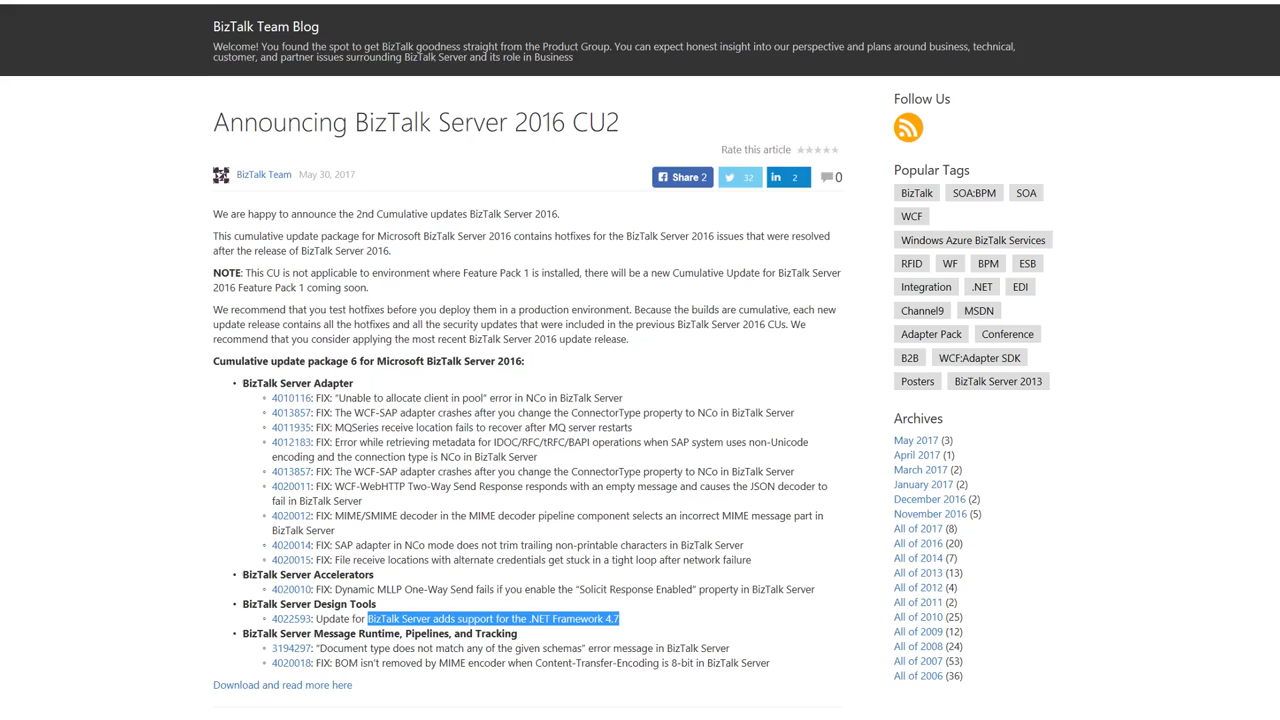 BizTalk Team Blog
Welcome! You found the spot to get BizTalk goodness straight from the Product Group. You can expect honest insight into our perspective and plans around business, technical,
customer, and partner issues surrounding BizTalk Server and its role in Business
Announcing BizTalk Server 2016 CU2
Rate this article
BizTalk Team May 30, 2017
Share 2
32
in 2
0
We are happy to announce the 2nd Cumulative updates BizTalk Server 2016.
This cumulative update package for Microsoft BizTalk Server 2016 contains hotfixes for the BizTalk Server 2016 issues that were resolved
after the release of BizTalk Server 2016.
NOTE: This CU is not applicable to environment where Feature Pack 1 is installed, there will be a new Cumulative Update for BizTalk Server
2016 Feature Pack 1 coming soon.
We recommend that you test hotfixes before you deploy them in a production environment. Because the builds are cumulative, each new
update release contains all the hotfixes and all the security updates that were included in the previous BizTalk Server 2016 CUs. We
recommend that you consider applying the most recent BizTalk Server 2016 update release.
Cumulative update package 6 for Microsoft BizTalk Server 2016:
• BizTalk Server Adapter
◦ 4010116: FIX: “Unable to allocate client in pool” error in NCo in BizTalk Server
◦ 4013857: FIX: The WCF-SAP adapter crashes after you change the ConnectorType property to NCo in BizTalk Server
◦ 4011935: FIX: MQSeries receive location fails to recover after MQ server restarts
◦ 4012183: FIX: Error while retrieving metadata for IDOC/RFC/tRFC/BAPI operations when SAP system uses non-Unicode
encoding and the connection type is NCo in BizTalk Server
◦ 4013857: FIX: The WCF-SAP adapter crashes after you change the ConnectorType property to NCo in BizTalk Server
◦ 4020011: FIX: WCF-WebHTTP Two-Way Send Response responds with an empty message and causes the JSON decoder to
fail in BizTalk Server
◦ 4020012: FIX: MIME/SMIME decoder in the MIME decoder pipeline component selects an incorrect MIME message part in
BizTalk Server
◦ 4020014: FIX: SAP adapter in NCo mode does not trim trailing non-printable characters in BizTalk Server
◦ 4020015: FIX: File receive locations with alternate credentials get stuck in a tight loop after network failure
• BizTalk Server Accelerators
◦ 4020010: FIX: Dynamic MLLP One-Way Send fails if you enable the “Solicit Response Enabled” property in BizTalk Server
• BizTalk Server Design Tools
◦ 4022593: Update for BizTalk Server adds support for the .NET Framework 4.7
• BizTalk Server Message Runtime, Pipelines, and Tracking
◦ 3194297: “Document type does not match any of the given schemas” error message in BizTalk Server
◦ 4020018: FIX: BOM isn’t removed by MIME encoder when Content-Transfer-Encoding is 8-bit in BizTalk Server
Download and read more here
Follow Us
Popular Tags
BizTalk SOA:BPM SOA
WCF
Windows Azure BizTalk Services
RFID WF BPM ESB
Integration .NET EDI
Channel9 MSDN
Adapter Pack Conference
B2B WCF:Adapter SDK
Posters BizTalk Server 2013
Archives
May 2017 (3)
April 2017 (1)
March 2017 (2)
January 2017 (2)
December 2016 (2)
November 2016 (5)
All of 2017 (8)
All of 2016 (20)
All of 2014 (7)
All of 2013 (13)
All of 2012 (4)
All of 2011 (2)
All of 2010 (25)
All of 2009 (12)
All of 2008 (24)
All of 2007 (53)
All of 2006 (36)